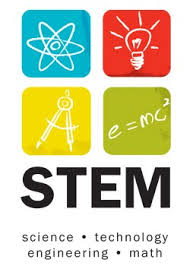 e=mc²
STEM
science • technology
engineering • math